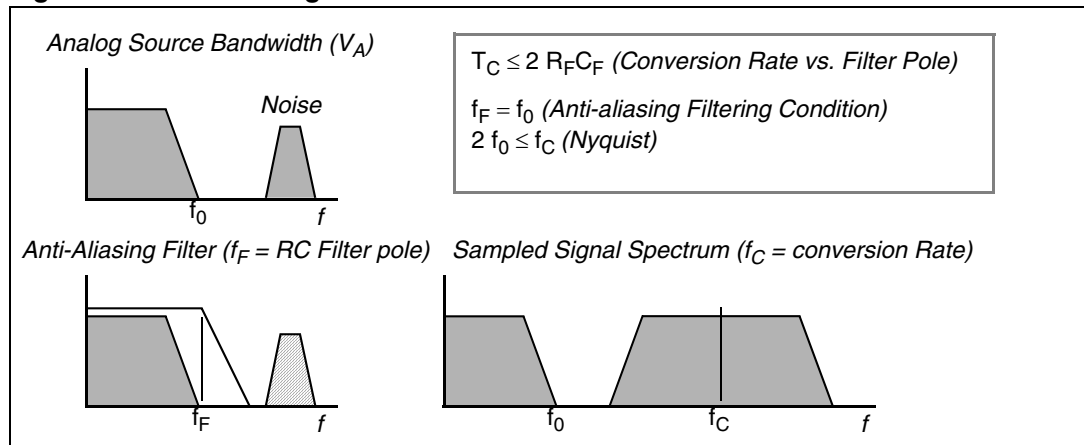 Analog Source Bandwidth (V_A)
Noise
f_0
f
T_C ≤ 2 R_FC_F (Conversion Rate vs. Filter Pole)
f_F = f_0 (Anti-aliasing Filtering Condition)
2 f_0 ≤ f_C (Nyquist)
Anti-Aliasing Filter (f_F = RC Filter pole)
f_F
f
Sampled Signal Spectrum (f_C = conversion Rate)
f_0
f_C
f